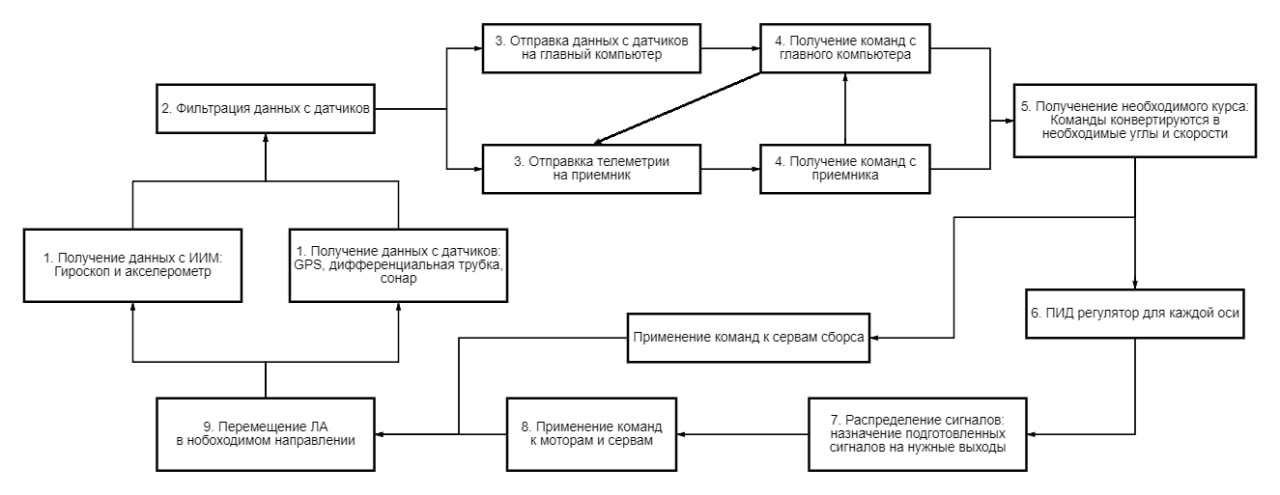 3. Отправка данных с датчиков
на главный компьютер
4. Получение команд с
главного компьютера
2. Фильтрация данных с датчиков
5. Полученение необходимого курса:
Команды конвертируются в
необходимые углы и скорости
3. Отправкка телеметрии
на приемник
4. Получение команд с
приемника
1. Получение данных с ИИМ:
Гироскоп и акселерометр
1. Получение данных с датчиков:
GPS, дифференциальная трубка,
сонар
6. ПИД регулятор для каждой оси
Применение команд к сервам сборса
9. Перемещение ЛА
в нобоходимом направлении
8. Применение команд
к моторам и сервам
7. Распределение сигналов:
назначение подготовленных
сигналов на нужные выходы